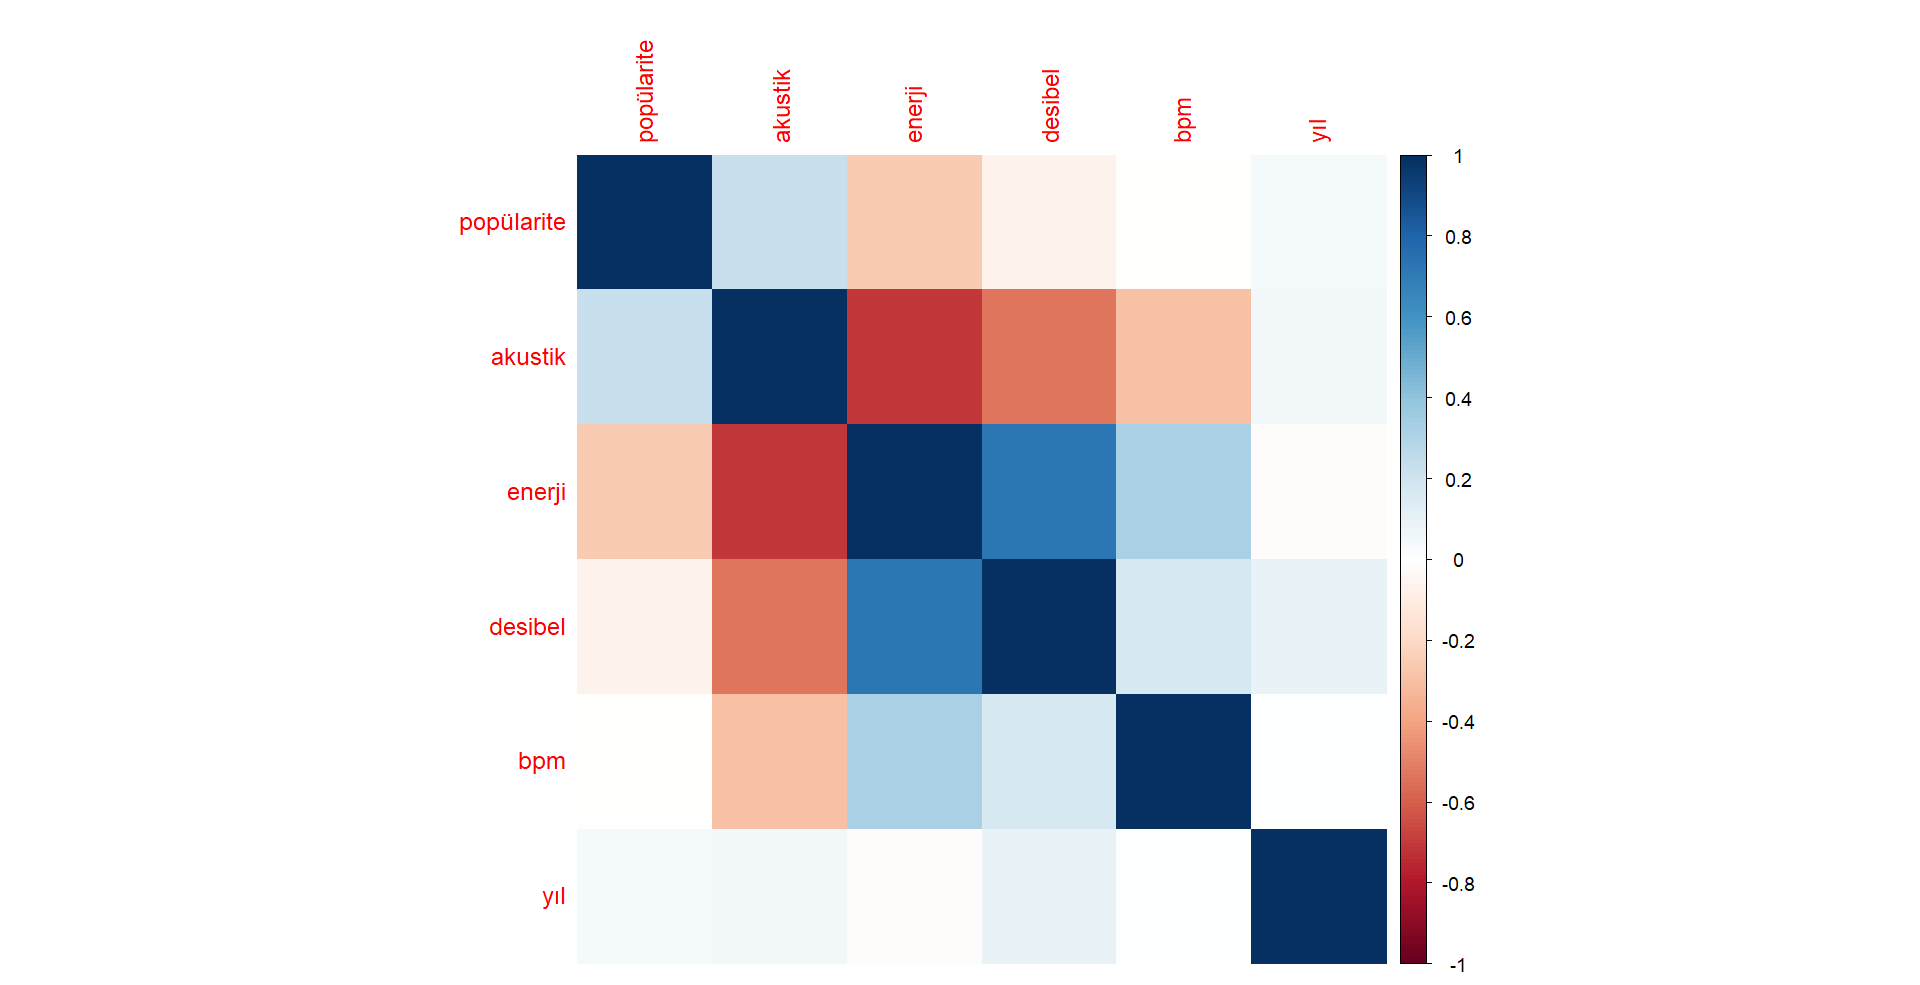 popülarite
akustik
enerji
desibel
bpm
yıl
popülarite
akustik
enerji
desibel
bpm
yıl
1
0.8
0.6
0.4
0.2
0
-0.2
-0.4
-0.6
-0.8
-1